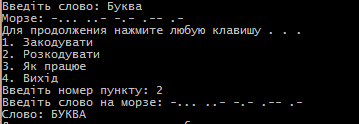 Введіть слово: Буква
Морзе: -... ..- -.- .-- .-
Для продолжения нажмите любую клавишу . . .
1. Закодувати
2. Розкодувати
3. Як працює
4. Вихід
Введіть номер пункту: 2
Введіть слово на морзе: -... ..- -.- .-- .-
Слово: БУКВА